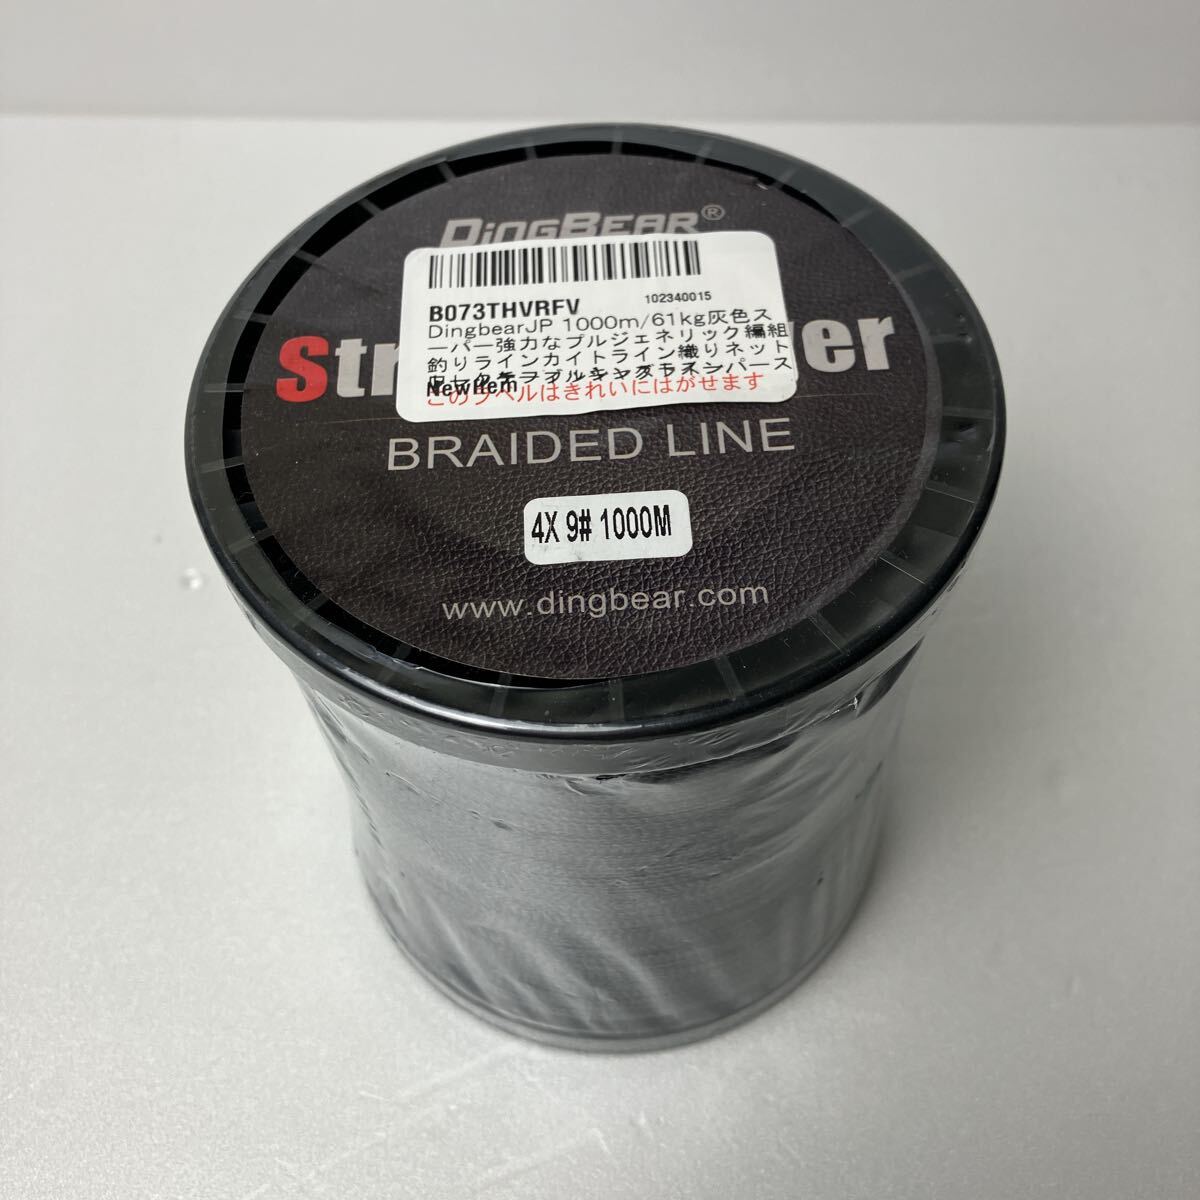 DINGBEAR®
B073THVRFV
102340015
DingbearJP 1000m/61kg灰色ス
ーパー強力なプルジェネリック編組
釣りラインカイトライン織りネット
New Item
このラベルはきれいにはがせます
BRAIDED LINE
4X 9# 1000M
www.dingbear.com